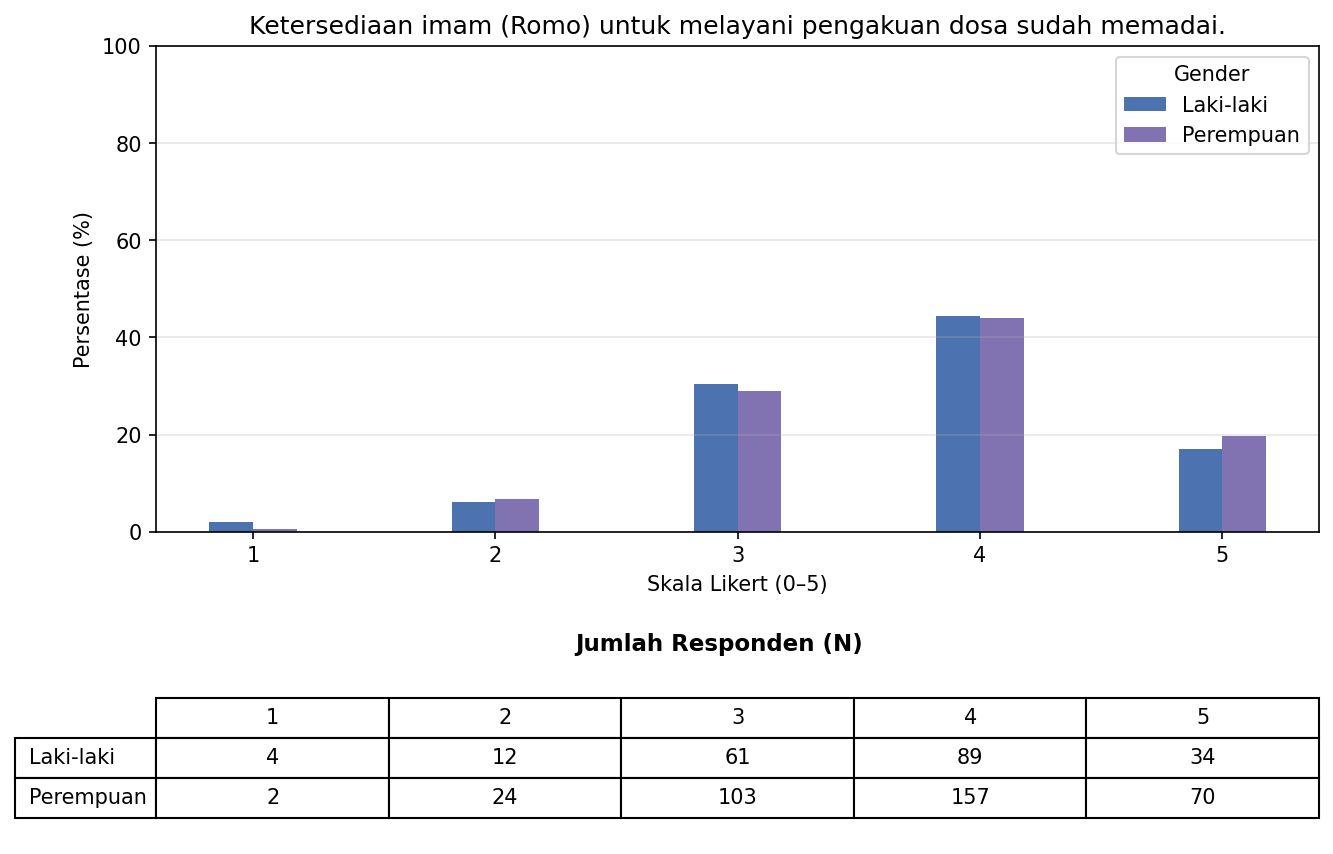 Ketersediaan imam (Romo) untuk melayani pengakuan dosa sudah memadai.
100
80
60
40
20
0
Persentase (%)
Gender
Laki-laki
Perempuan
1 2 3 4 5
Skala Likert (0–5)
Jumlah Responden (N)
1 2 3 4 5
Laki-laki 4 12 61 89 34
Perempuan 2 24 103 157 70